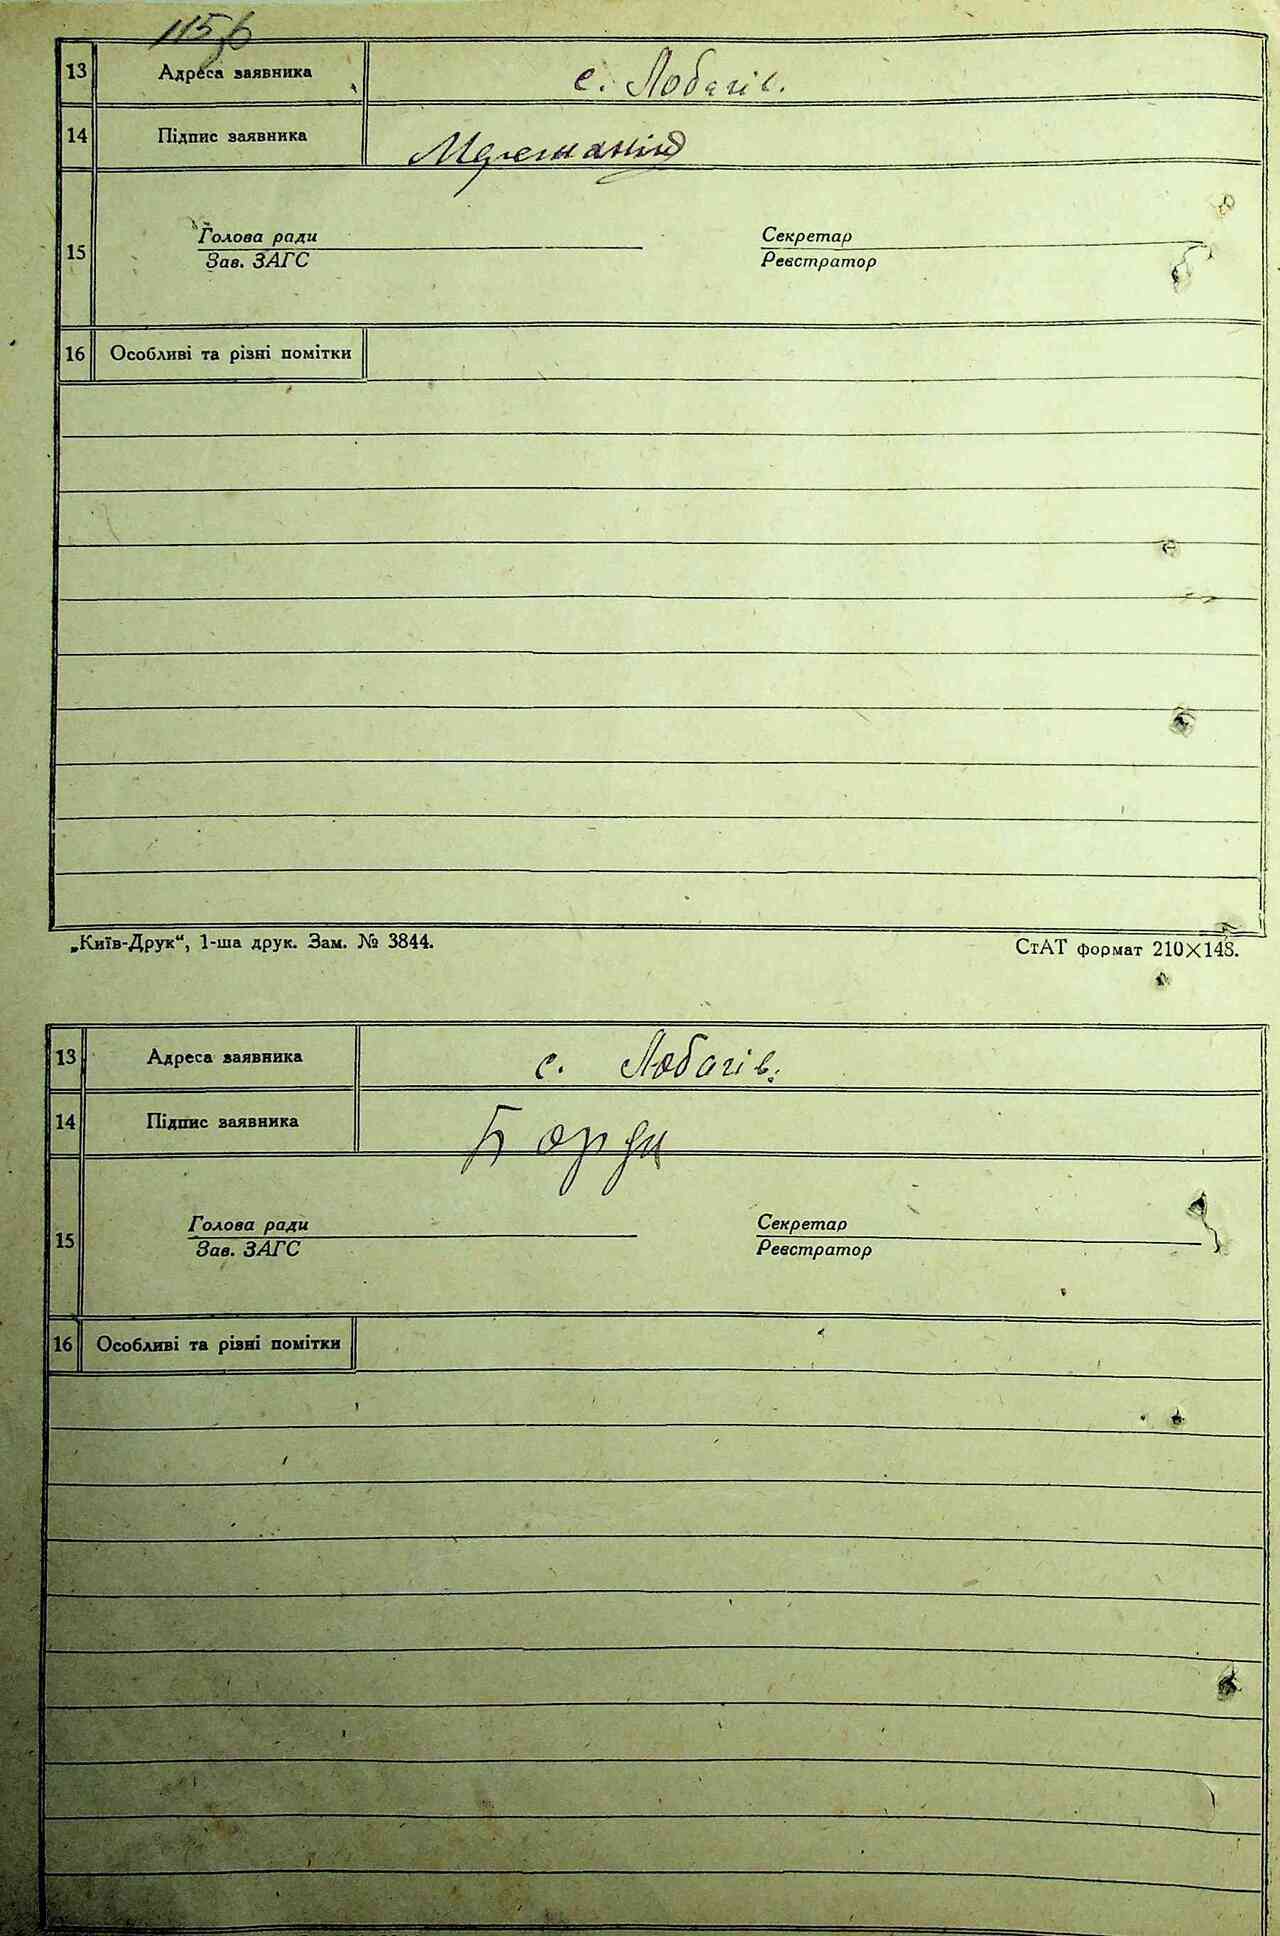 115б
13 Адреса заявника с. Лобачів.
14 Підпис заявника
15 Голова ради Секретар
Зав. ЗАГС Реєстратор
16 Особливі та різні помітки
„Київ-Друк“, 1-ша друк. Зам. № 3844. СтАТ формат 210×148.
13 Адреса заявника с. Лобачів.
14 Підпис заявника
15 Голова ради Секретар
Зав. ЗАГС Реєстратор
16 Особливі та різні помітки